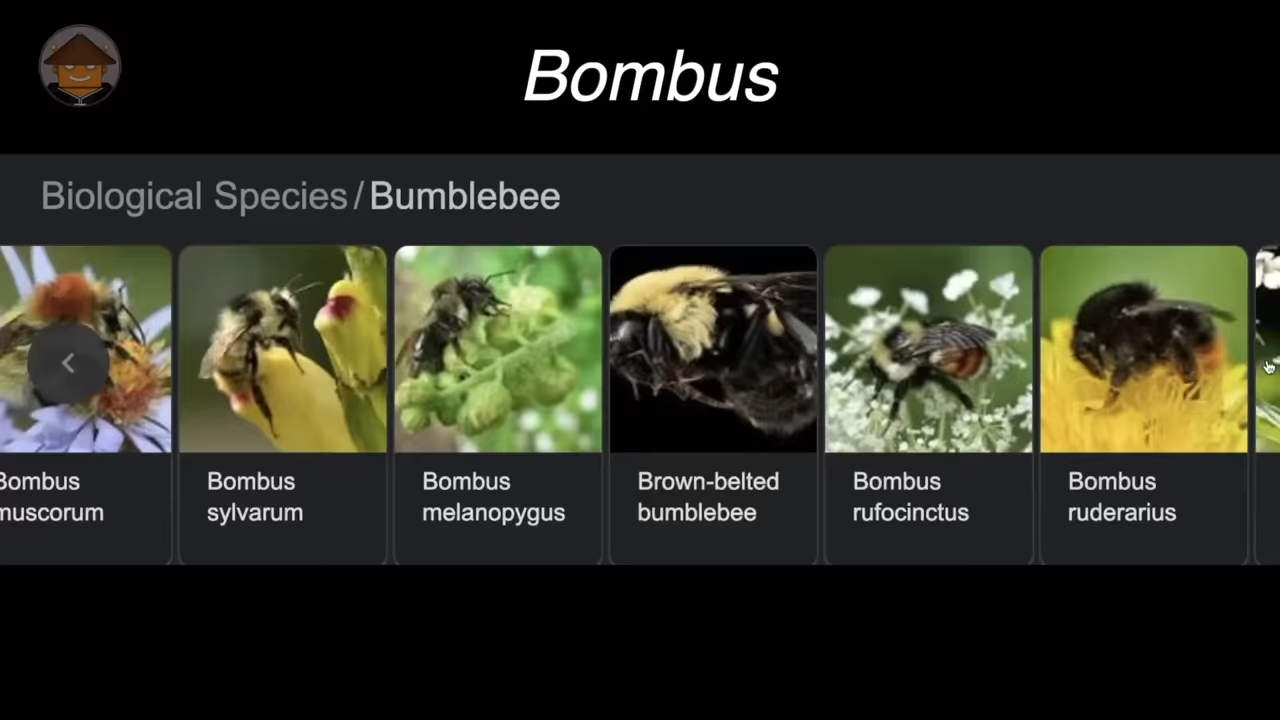 Bombus
Biological Species/Bumblebee
Bombus
muscorum
Bombus
sylvarum
Bombus
melanopygus
Brown-belted
bumblebee
Bombus
rufocinctus
Bombus
ruderarius